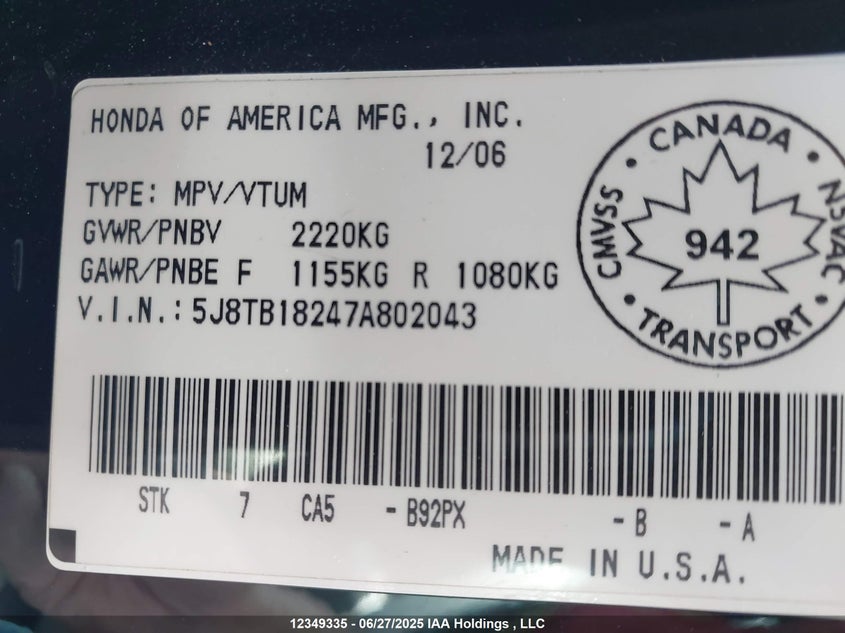 HONDA OF AMERICA MFG., INC.
12/06
TYPE: MPV/VTUM
GVWR/PNBV 2220KG
GAWR/PNBE F 1155KG R 1080KG
V.I.N.: 5J8TB18247A802043
CANADA
CMVSS
NSVAC
942
TRANSPORT
STK 7 CA5 - B92PX - B - A
MADE IN U.S.A.
12349335 - 06/27/2025 IAA Holdings , LLC